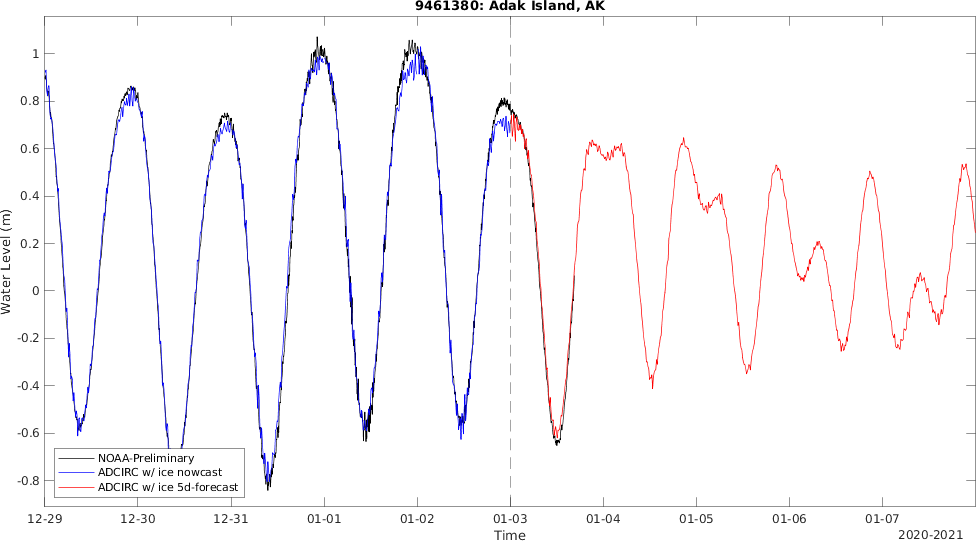 9461380: Adak Island, AK
Water Level (m)
1
0.8
0.6
0.4
0.2
0
-0.2
-0.4
-0.6
-0.8
NOAA-Preliminary
ADCIRC w/ ice nowcast
ADCIRC w/ ice 5d-forecast
12-29 12-30 12-31 01-01 01-02 01-03 01-04 01-05 01-06 01-07
Time
2020-2021